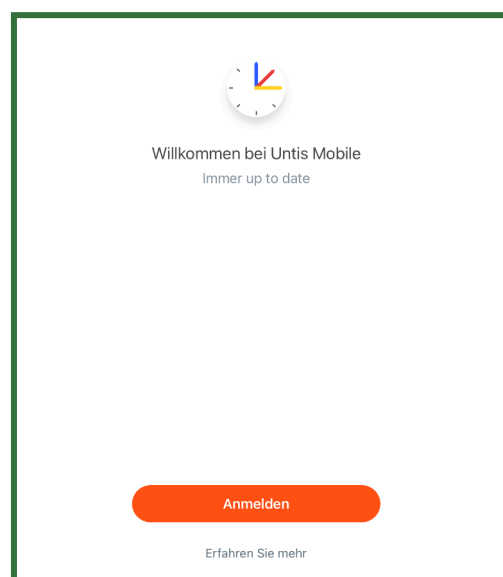 Willkommen bei Untis Mobile
Immer up to date
Anmelden
Erfahren Sie mehr